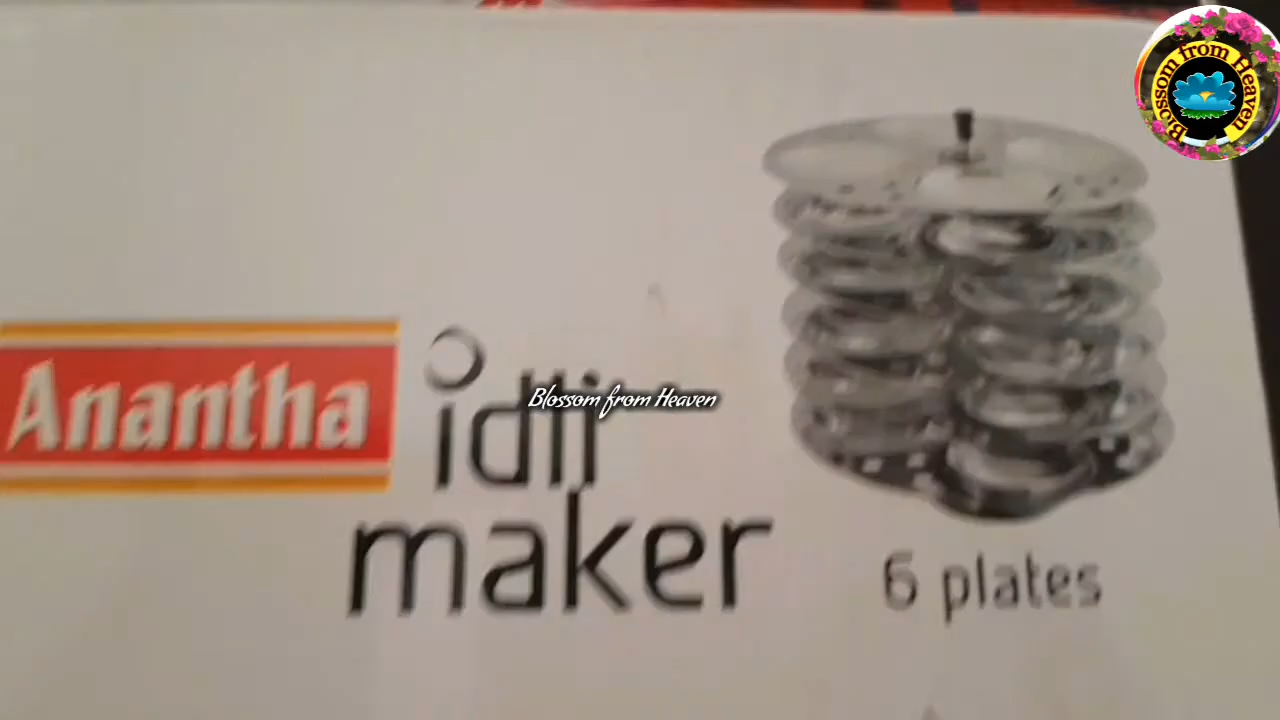 Blossom from Heaven
Anantha
idli
Blossom from Heaven
maker
6 plates